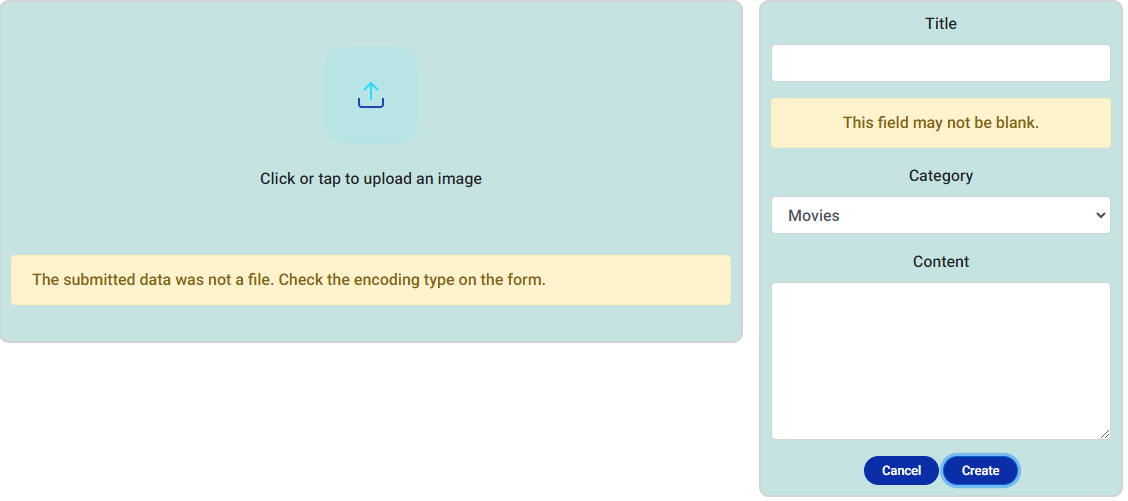 Click or tap to upload an image
The submitted data was not a file. Check the encoding type on the form.
Title
This field may not be blank.
Category
Movies
Content
Cancel
Create